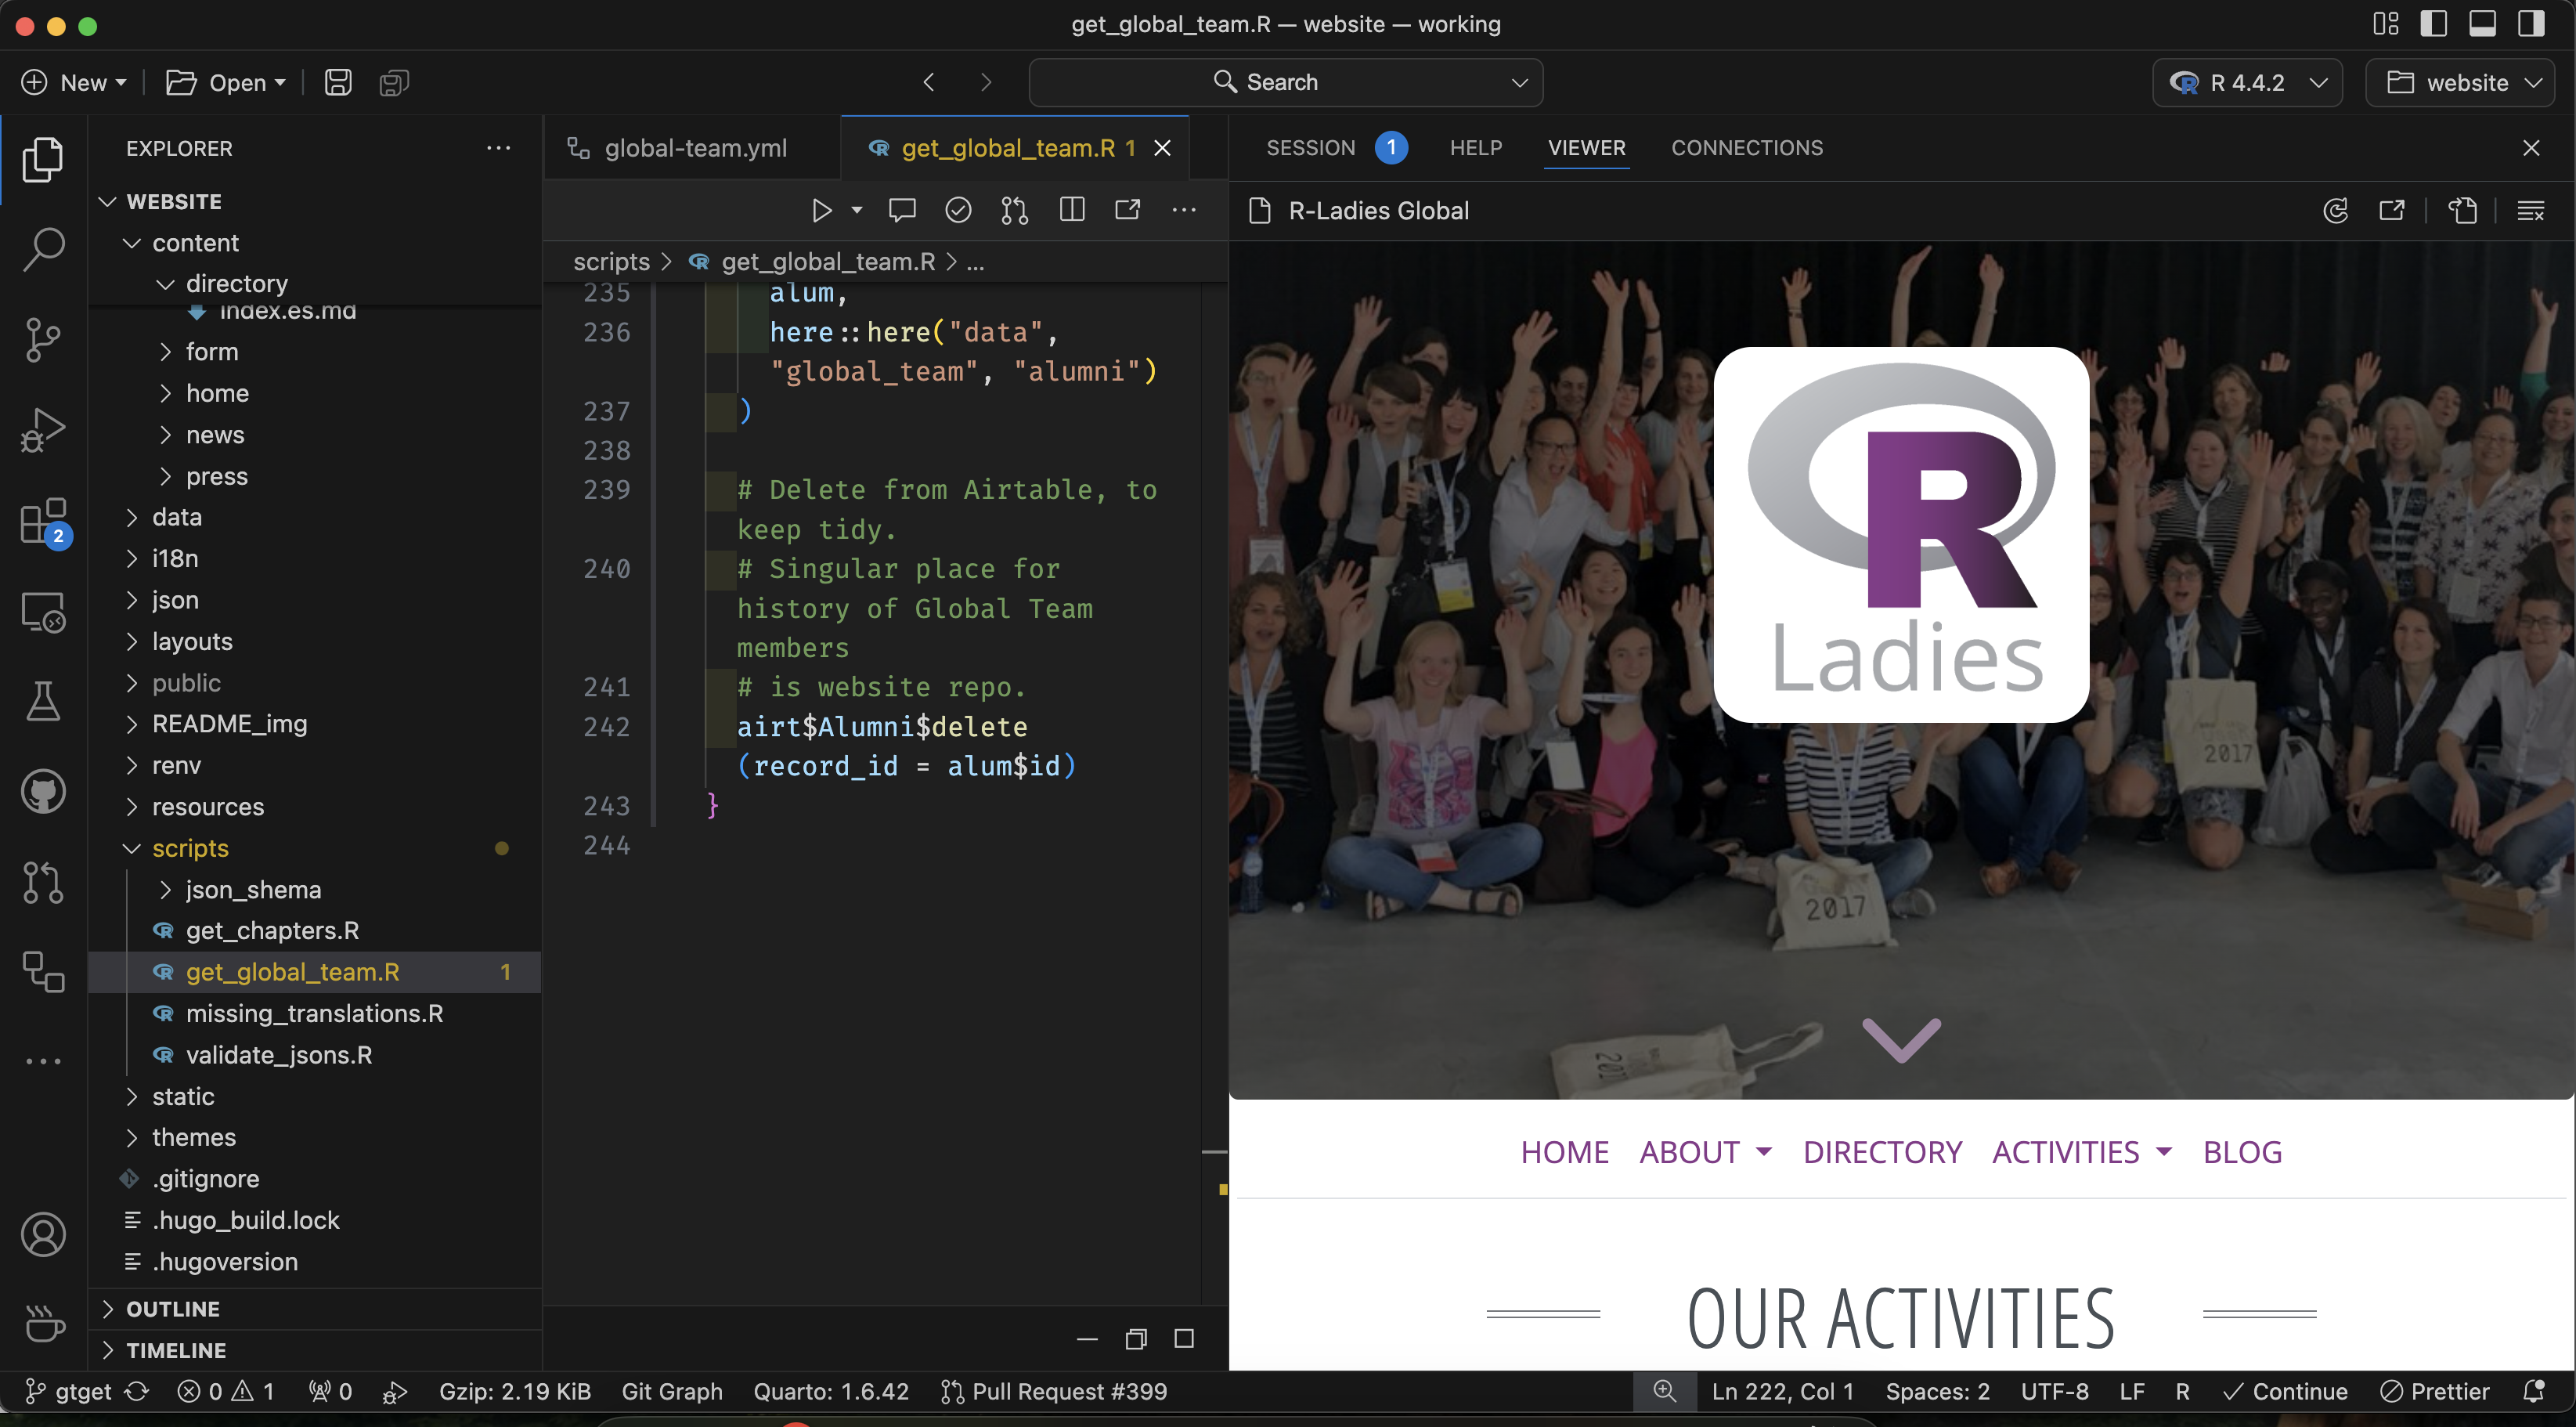 get_global_team.R — website — working
New
Open
Search
R 4.4.2
website
EXPLORER
WEBSITE
content
directory
index.es.md
form
home
news
press
data
i18n
json
layouts
public
README_img
renv
resources
scripts
json_shema
get_chapters.R
get_global_team.R 1
missing_translations.R
validate_jsons.R
static
themes
.gitignore
.hugo_build.lock
.hugoversion
OUTLINE
TIMELINE
2
global-team.yml
get_global_team.R 1
scripts > get_global_team.R > ...
235 alum,
236 here::here("data",
"global_team", "alumni")
237 )
238
239 # Delete from Airtable, to
keep tidy.
240 # Singular place for
history of Global Team
members
241 # is website repo.
242 airt$Alumni$delete
(record_id = alum$id)
243 }
244
SESSION 1 HELP VIEWER CONNECTIONS
R-Ladies Global
R
Ladies
2017
2017
201
HOME ABOUT DIRECTORY ACTIVITIES BLOG
OUR ACTIVITIES
gtget 0 1 0 Gzip: 2.19 KiB Git Graph Quarto: 1.6.42 Pull Request #399 Ln 222, Col 1 Spaces: 2 UTF-8 LF R Continue Prettier